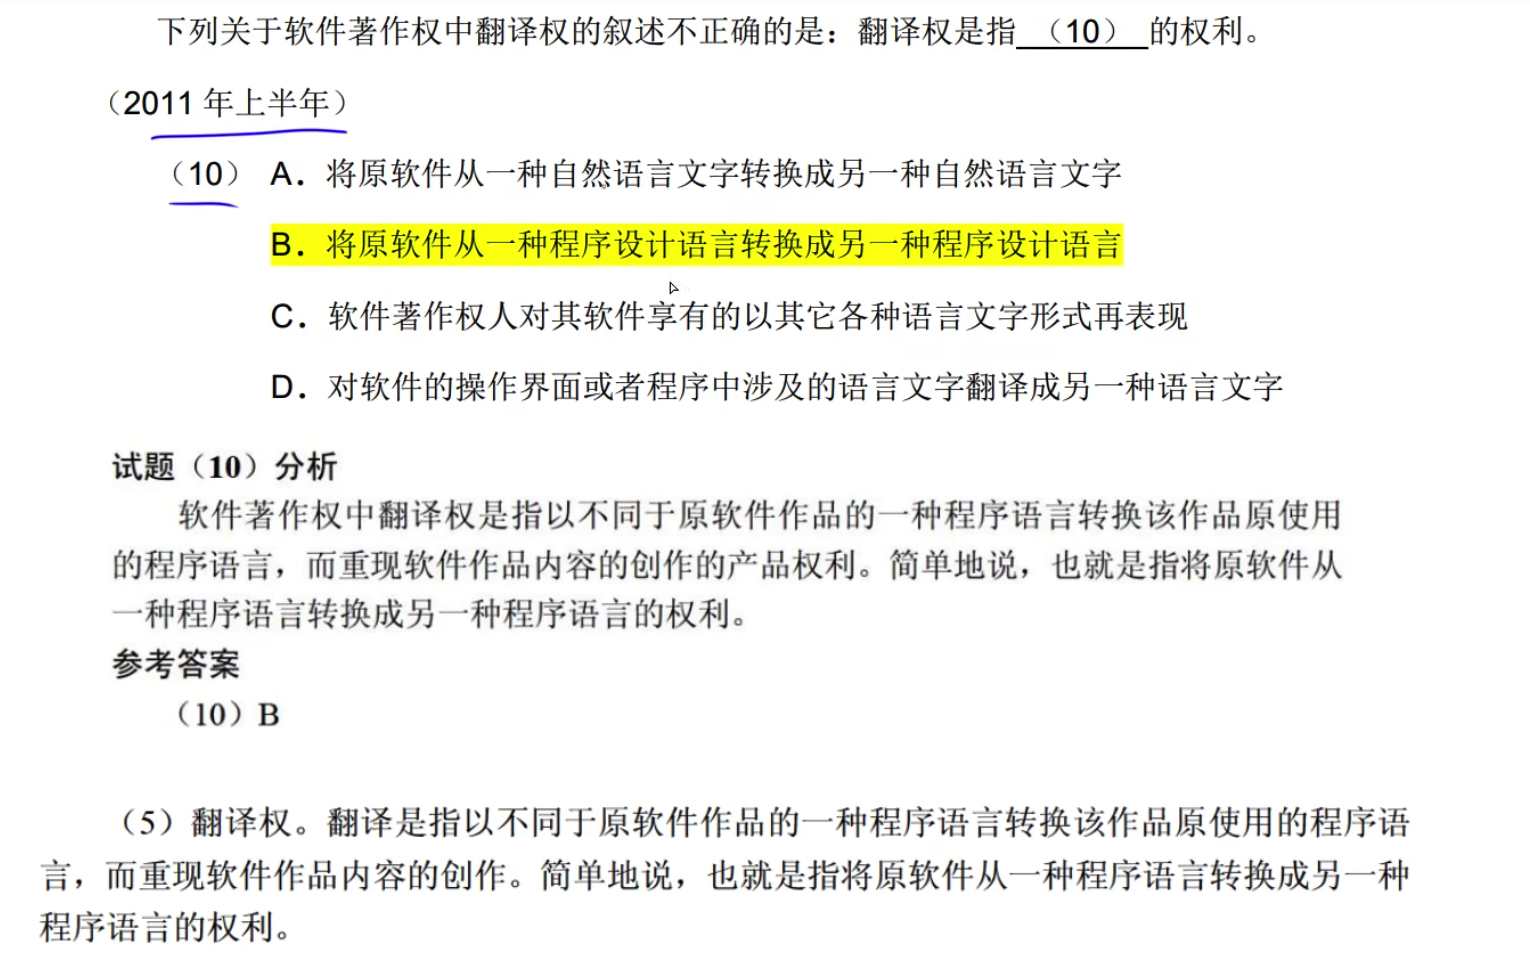 下列关于软件著作权中翻译权的叙述不正确的是：翻译权是指（10）的权利。
（2011 年上半年）
（10） A．将原软件从一种自然语言文字转换成另一种自然语言文字
B．将原软件从一种程序设计语言转换成另一种程序设计语言
C．软件著作权人对其软件享有的以其它各种语言文字形式再表现
D．对软件的操作界面或者程序中涉及的语言文字翻译成另一种语言文字
试题（10）分析
软件著作权中翻译权是指以不同于原软件作品的一种程序语言转换该作品原使用
的程序语言，而重现软件作品内容的创作的产品权利。简单地说，也就是指将原软件从
一种程序语言转换成另一种程序语言的权利。
参考答案
（10）B
（5）翻译权。翻译是指以不同于原软件作品的一种程序语言转换该作品原使用的程序语
言，而重现软件作品内容的创作。简单地说，也就是指将原软件从一种程序语言转换成另一种
程序语言的权利。